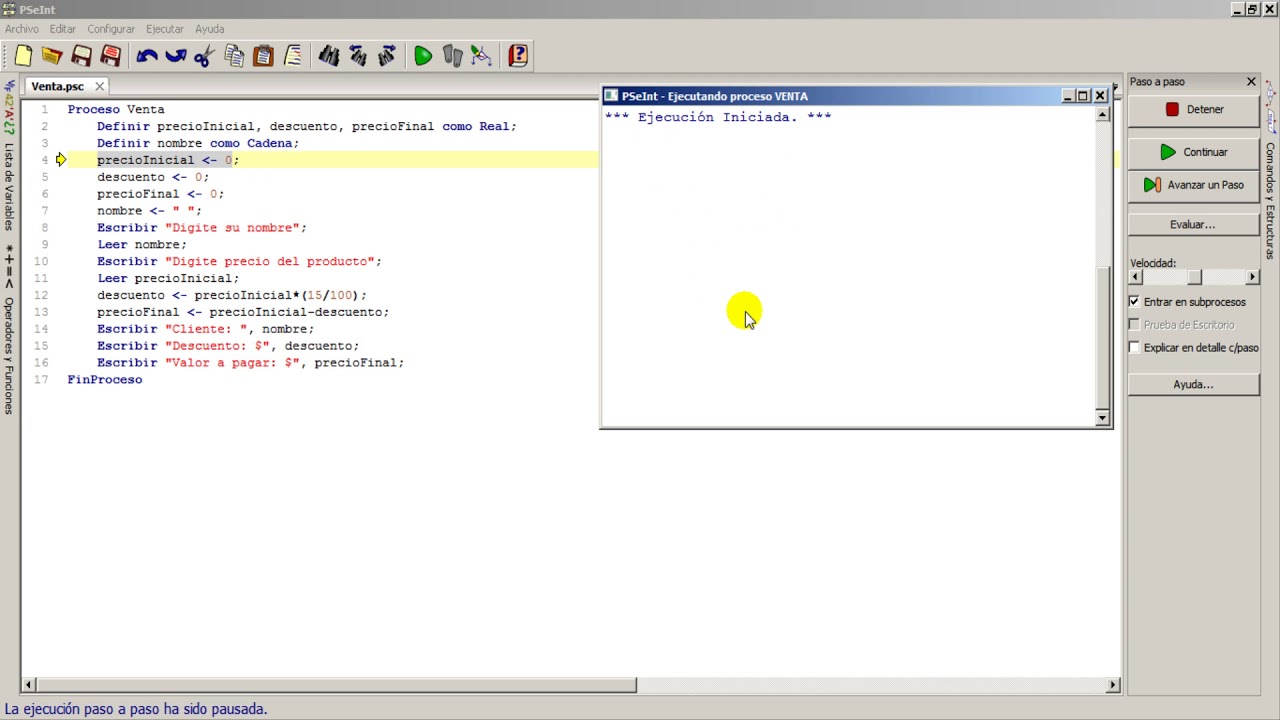 PSeInt
Archivo Editar Configurar Ejecutar Ayuda
Venta.psc
1 Proceso Venta
2 Definir precioInicial, descuento, precioFinal como Real;
3 Definir nombre como Cadena;
4 precioInicial <- 0;
5 descuento <- 0;
6 precioFinal <- 0;
7 nombre <- " ";
8 Escribir "Digite su nombre";
9 Leer nombre;
10 Escribir "Digite precio del producto";
11 Leer precioInicial;
12 descuento <- precioInicial*(15/100);
13 precioFinal <- precioInicial-descuento;
14 Escribir "Cliente: ", nombre;
15 Escribir "Descuento: $", descuento;
16 Escribir "Valor a pagar: $", precioFinal;
17 FinProceso
Lista de Variables
*+=< Operadores y Funciones
PSeInt - Ejecutando proceso VENTA
*** Ejecución Iniciada. ***
Paso a paso
Detener
Continuar
Avanzar un Paso
Evaluar...
Velocidad:
Entrar en subprocesos
Prueba de Escritorio
Explicar en detalle c/paso
Ayuda...
Comandos y Estructuras
La ejecución paso a paso ha sido pausada.